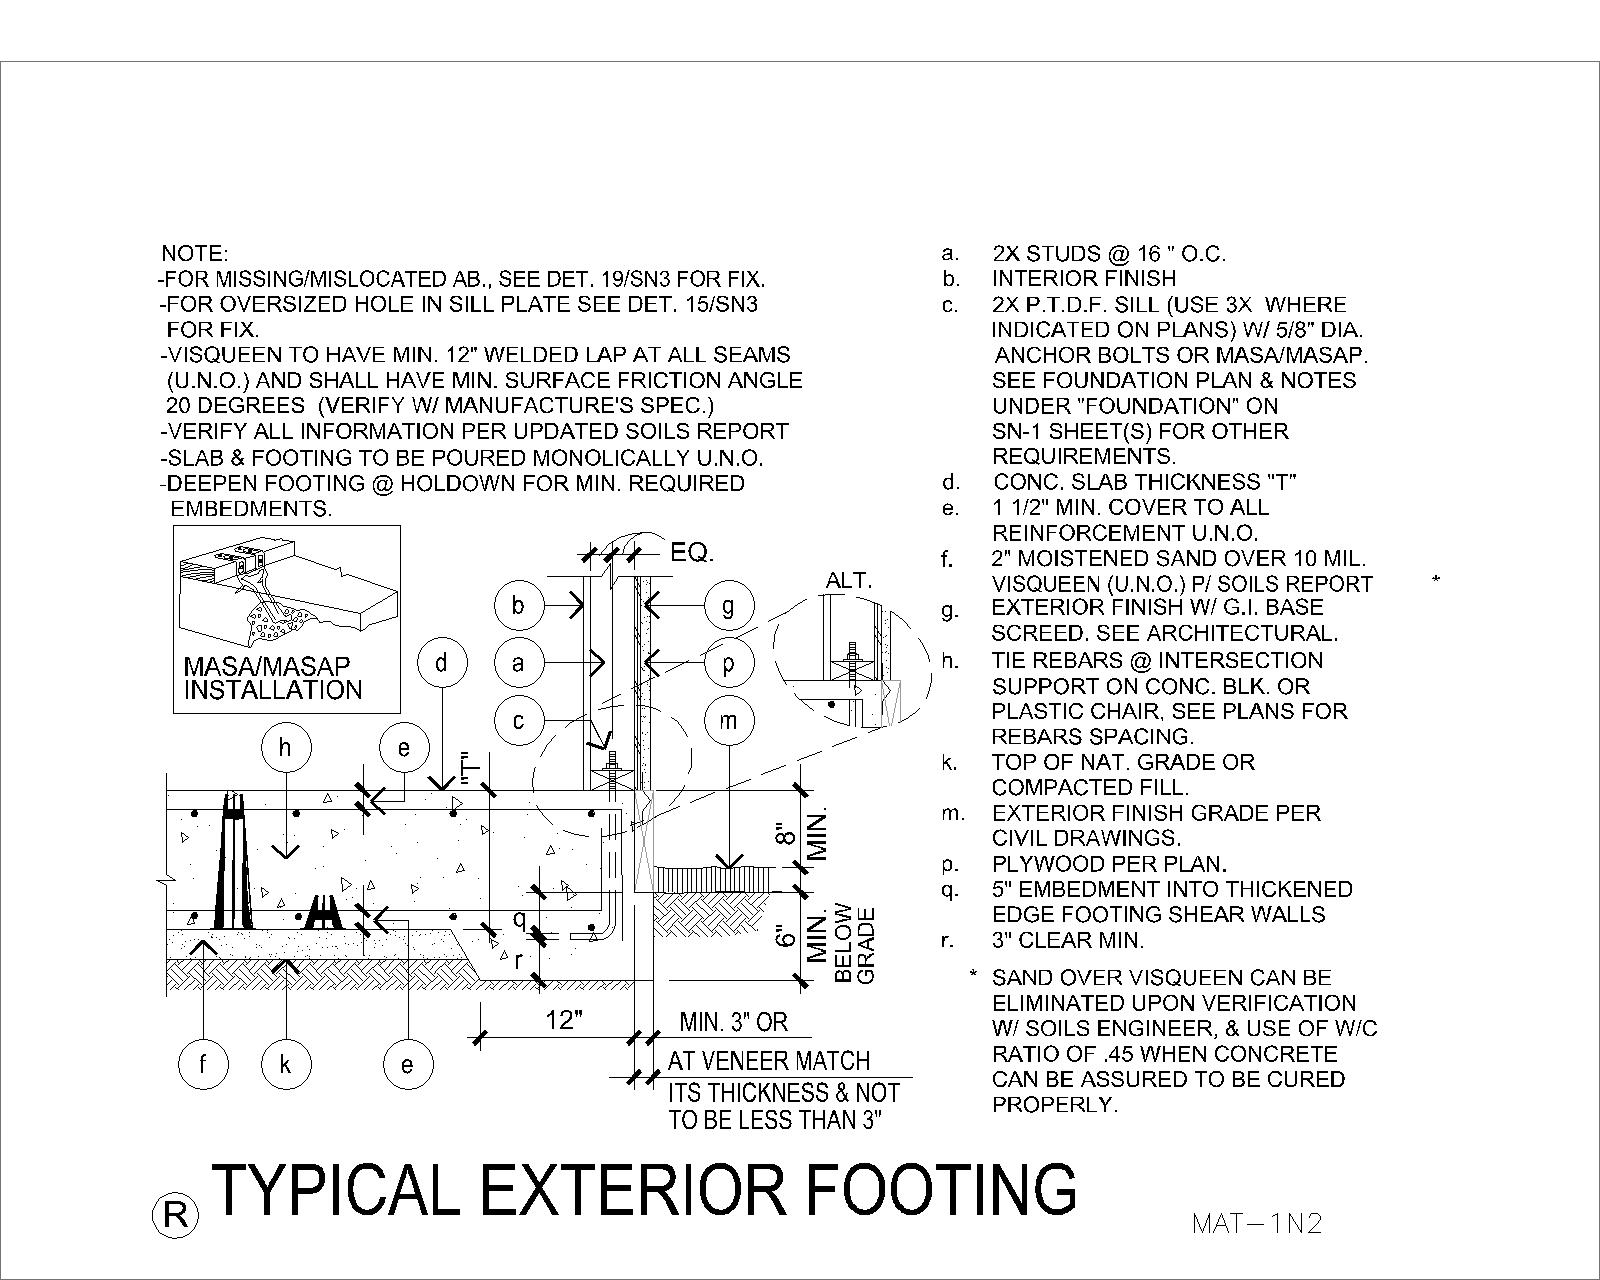 NOTE:
-FOR MISSING/MISLOCATED AB., SEE DET. 19/SN3 FOR FIX.
-FOR OVERSIZED HOLE IN SILL PLATE SEE DET. 15/SN3
FOR FIX.
-VISQUEEN TO HAVE MIN. 12" WELDED LAP AT ALL SEAMS
(U.N.O.) AND SHALL HAVE MIN. SURFACE FRICTION ANGLE
20 DEGREES (VERIFY W/ MANUFACTURE'S SPEC.)
-VERIFY ALL INFORMATION PER UPDATED SOILS REPORT
-SLAB & FOOTING TO BE POURED MONOLICALLY U.N.O.
-DEEPEN FOOTING @ HOLDOWN FOR MIN. REQUIRED
EMBEDMENTS.
MASA/MASAP
INSTALLATION
EQ.
ALT.
b
g
d
a
p
c
m
h
e
"T"
8"
MIN.
q
r
6"
MIN.
BELOW
GRADE
12"
MIN. 3" OR
f
k
e
AT VENEER MATCH
ITS THICKNESS & NOT
TO BE LESS THAN 3"
a. 2X STUDS @ 16 " O.C.
b. INTERIOR FINISH
c. 2X P.T.D.F. SILL (USE 3X WHERE
INDICATED ON PLANS) W/ 5/8" DIA.
ANCHOR BOLTS OR MASA/MASAP.
SEE FOUNDATION PLAN & NOTES
UNDER "FOUNDATION" ON
SN-1 SHEET(S) FOR OTHER
REQUIREMENTS.
d. CONC. SLAB THICKNESS "T"
e. 1 1/2" MIN. COVER TO ALL
REINFORCEMENT U.N.O.
f. 2" MOISTENED SAND OVER 10 MIL.
VISQUEEN (U.N.O.) P/ SOILS REPORT *
g. EXTERIOR FINISH W/ G.I. BASE
SCREED. SEE ARCHITECTURAL.
h. TIE REBARS @ INTERSECTION
SUPPORT ON CONC. BLK. OR
PLASTIC CHAIR, SEE PLANS FOR
REBARS SPACING.
k. TOP OF NAT. GRADE OR
COMPACTED FILL.
m. EXTERIOR FINISH GRADE PER
CIVIL DRAWINGS.
p. PLYWOOD PER PLAN.
q. 5" EMBEDMENT INTO THICKENED
EDGE FOOTING SHEAR WALLS
r. 3" CLEAR MIN.
* SAND OVER VISQUEEN CAN BE
ELIMINATED UPON VERIFICATION
W/ SOILS ENGINEER, & USE OF W/C
RATIO OF .45 WHEN CONCRETE
CAN BE ASSURED TO BE CURED
PROPERLY.
R TYPICAL EXTERIOR FOOTING
MAT-1N2